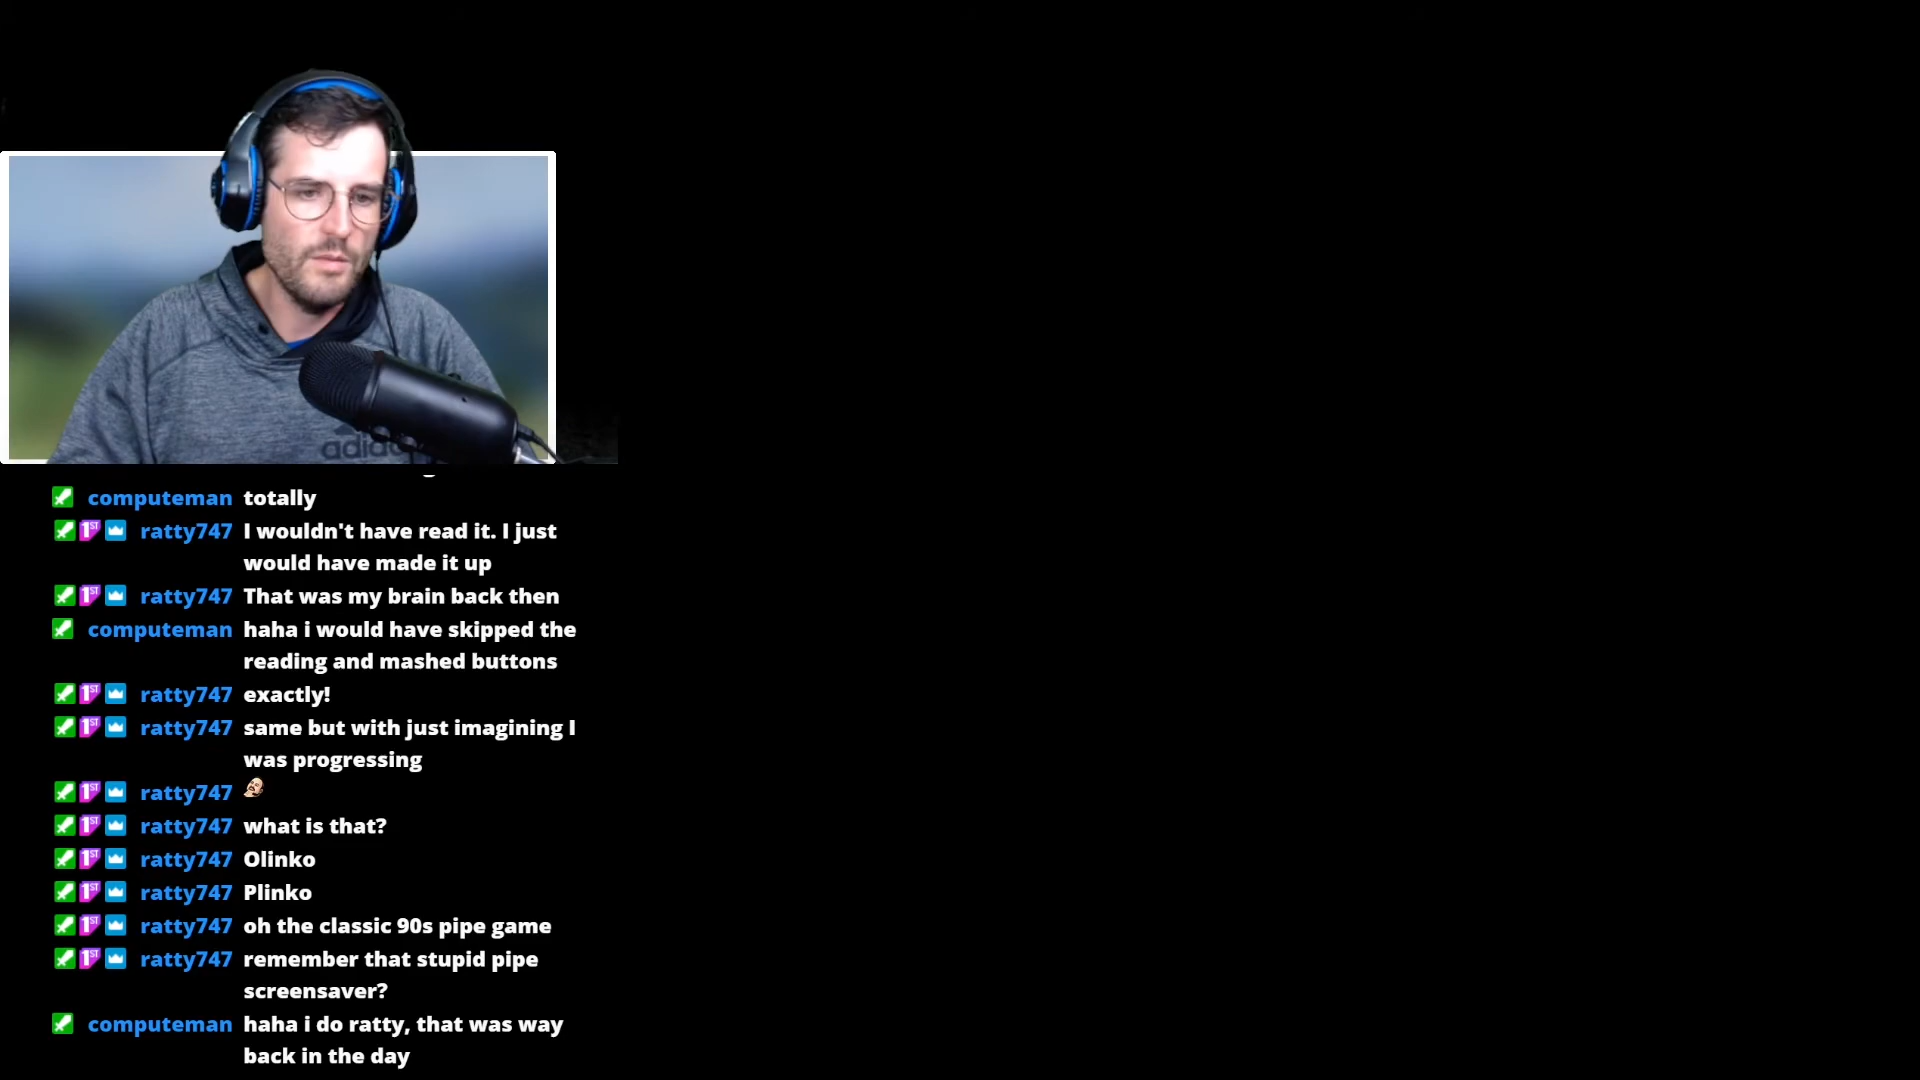 adidas
computeman totally
ratty747 I wouldn't have read it. I just
would have made it up
ratty747 That was my brain back then
computeman haha i would have skipped the
reading and mashed buttons
ratty747 exactly!
ratty747 same but with just imagining I
was progressing
ratty747
ratty747 what is that?
ratty747 Olinko
ratty747 Plinko
ratty747 oh the classic 90s pipe game
ratty747 remember that stupid pipe
screensaver?
computeman haha i do ratty, that was way
back in the day